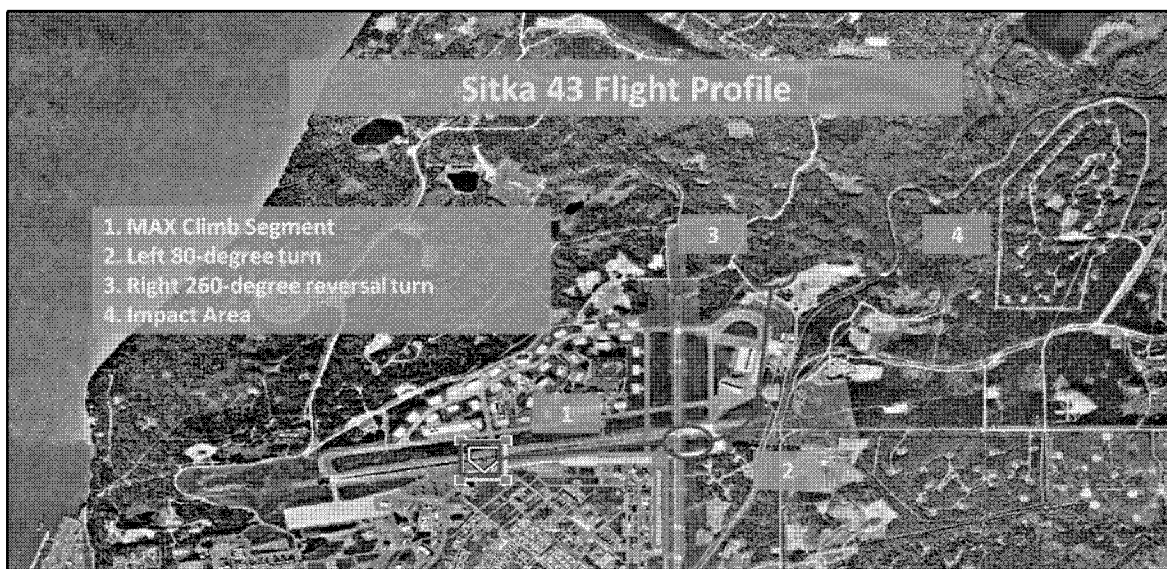 Sitka 43 Flight Profile
1. MAX Climb Segment
2. Left 80-degree turn
3. Right 260-degree reversal turn
4. Impact Area
3
4
1
2